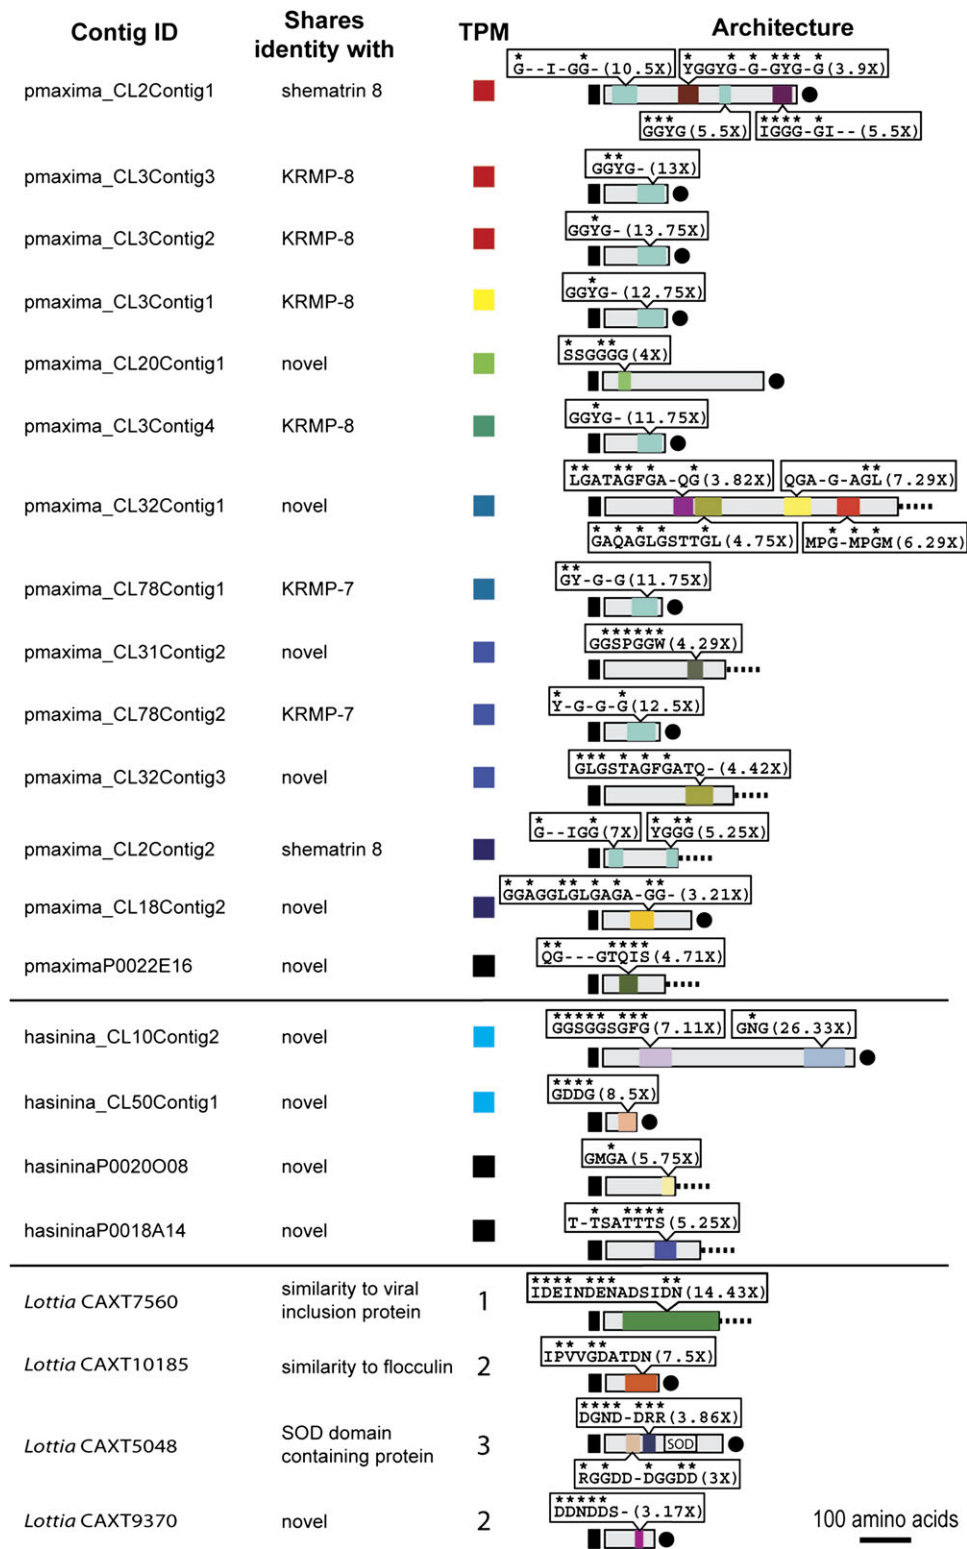 Contig ID Shares identity with TPM Architecture
* * * * * *** *
G--I-GG-(10.5X) YGGYG-G-GYG-G(3.9X)
pmaxima_CL2Contig1 shematrin 8
*** **** *
GGYG(5.5X) IGGG-GI--(5.5X)
**
GGYG-(13X)
pmaxima_CL3Contig3 KRMP-8
*
GGYG-(13.75X)
pmaxima_CL3Contig2 KRMP-8
*
GGYG-(12.75X)
pmaxima_CL3Contig1 KRMP-8
* ***
SSGGGG(4X)
pmaxima_CL20Contig1 novel
*
GGYG-(11.75X)
pmaxima_CL3Contig4 KRMP-8
** ** * * **
LGATAGFGA-QG(3.82X) QGA-G-AGL(7.29X)
pmaxima_CL32Contig1 novel
* * * * * * * *
GAQAGLGSTTGL(4.75X) MPG-MPGM(6.29X)
**
GY-G-G(11.75X)
pmaxima_CL78Contig1 KRMP-7
******
GGSPGGW(4.29X)
pmaxima_CL31Contig2 novel
* *
Y-G-G-G(12.5X)
pmaxima_CL78Contig2 KRMP-7
*** * * *
GLGSTAGFGATQ-(4.42X)
pmaxima_CL32Contig3 novel
* * * **
G--IGG(7X) YGGG(5.25X)
pmaxima_CL2Contig2 shematrin 8
* * ** * * **
GGAGGLGLGAGA-GG-(3.21X)
pmaxima_CL18Contig2 novel
** ****
QG---GTQIS(4.71X)
pmaximaP0022E16 novel
***** *** *
GGSGGSGFG(7.11X) GNG(26.33X)
hasinina_CL10Contig2 novel
****
GDDG(8.5X)
hasinina_CL50Contig1 novel
*
GMGA(5.75X)
hasininaP0020O08 novel
* ****
T-TSATTTS(5.25X)
hasininaP0018A14 novel
**** *** **
IDEINDENADSIDN(14.43X)
Lottia CAXT7560 similarity to viral inclusion protein 1
** **
IPVVGDATDN(7.5X)
Lottia CAXT10185 similarity to flocculin 2
**** ***
DGND-DRR(3.86X)
Lottia CAXT5048 SOD domain containing protein 3 SOD
* * * **
RGGDD-DGGDD(3X)
*****
DDNDDS-(3.17X)
Lottia CAXT9370 novel 2
100 amino acids